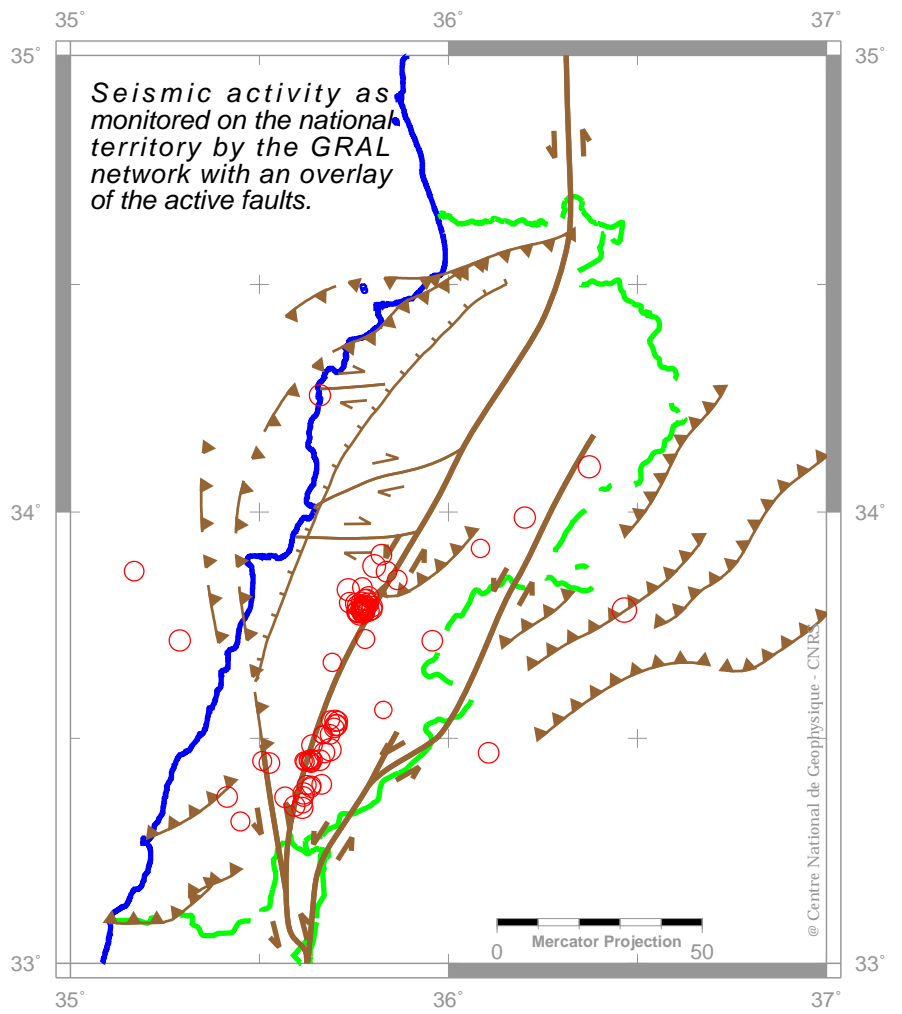 35° 36° 37°
35° 35°
Seismic activity as
monitored on the national
territory by the GRAL
network with an overlay
of the active faults.
34° 34°
@ Centre National de Geophysique - CNRS
Mercator Projection
0 50
33° 33°
35° 36° 37°